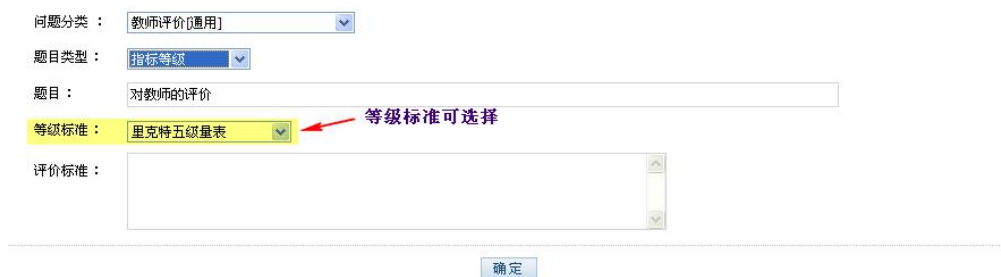 问题分类 ： 教师评价[通用]
题目类型： 指标等级
题目： 对教师的评价
等级标准可选择
等级标准： 里克特五级量表
评价标准：
确定